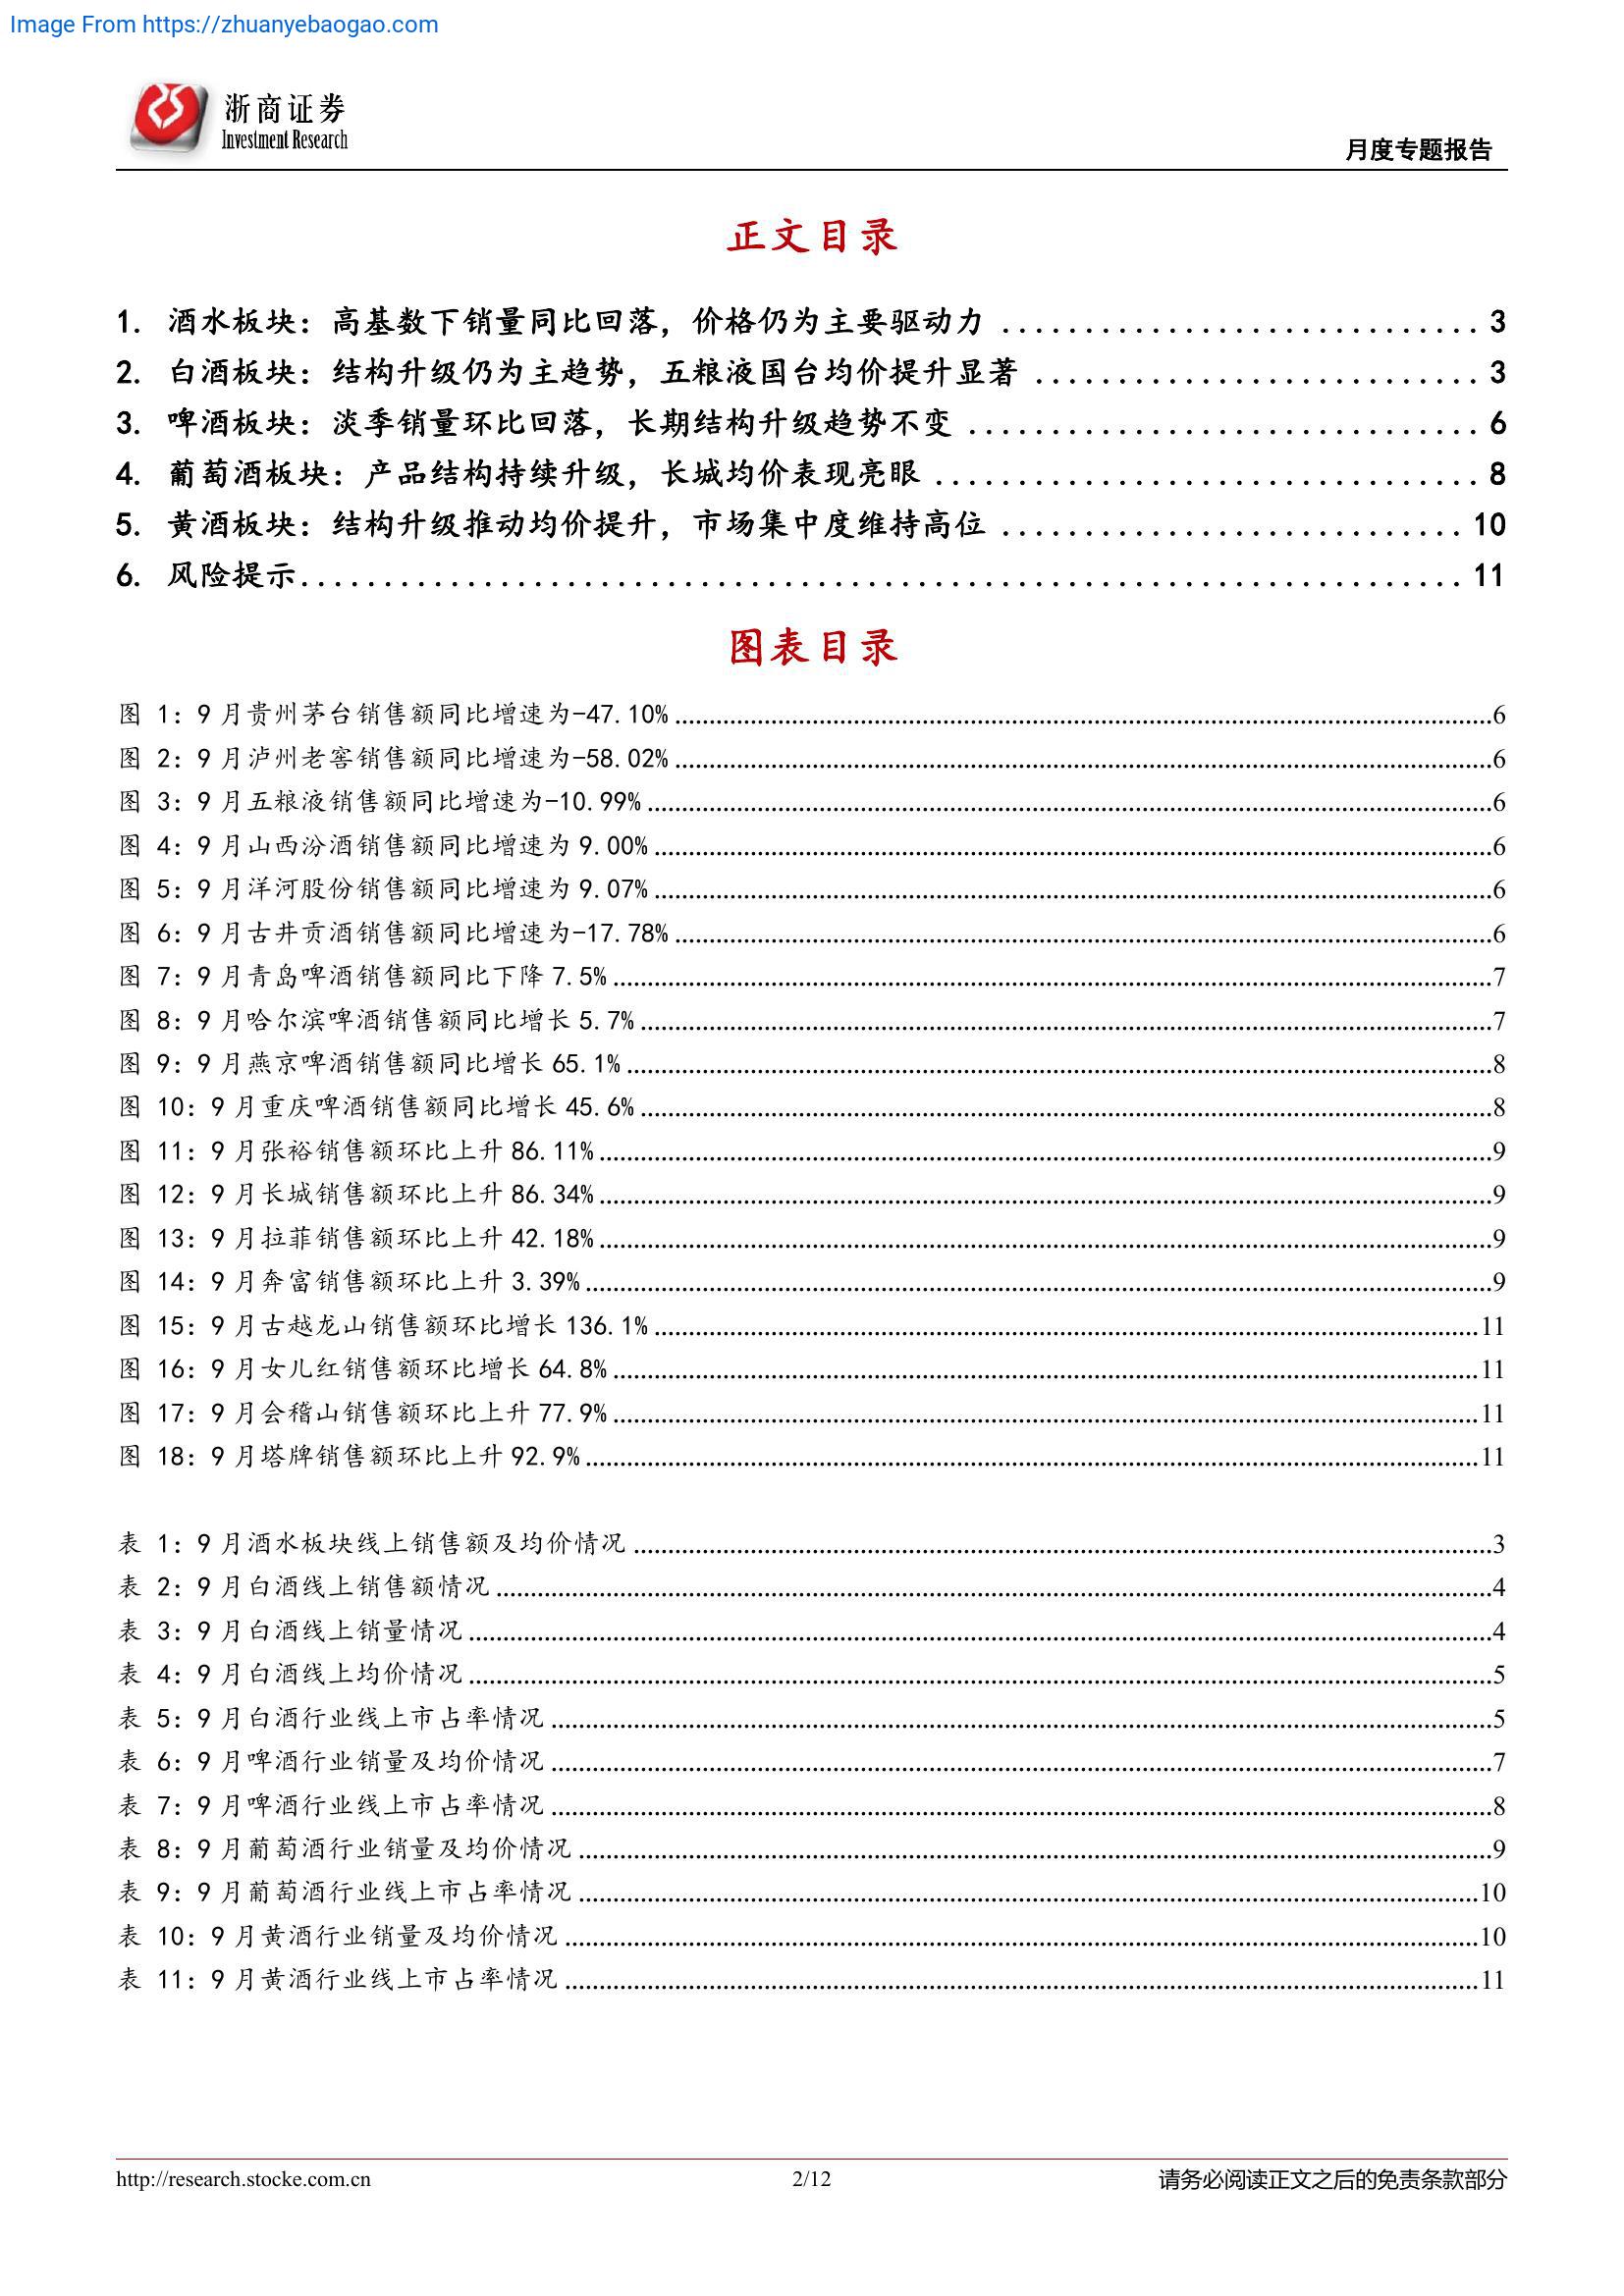 Image From https://zhuanyebaogao.com
浙商证券
Investment Research
月度专题报告
正文目录
1. 酒水板块：高基数下销量同比回落，价格仍为主要驱动力 3
2. 白酒板块：结构升级仍为主趋势，五粮液国台均价提升显著 3
3. 啤酒板块：淡季销量环比回落，长期结构升级趋势不变 6
4. 葡萄酒板块：产品结构持续升级，长城均价表现亮眼 8
5. 黄酒板块：结构升级推动均价提升，市场集中度维持高位 10
6. 风险提示 11
图表目录
图 1：9 月贵州茅台销售额同比增速为-47.10% 6
图 2：9 月泸州老窖销售额同比增速为-58.02% 6
图 3：9 月五粮液销售额同比增速为-10.99% 6
图 4：9 月山西汾酒销售额同比增速为 9.00% 6
图 5：9 月洋河股份销售额同比增速为 9.07% 6
图 6：9 月古井贡酒销售额同比增速为-17.78% 6
图 7：9 月青岛啤酒销售额同比下降 7.5% 7
图 8：9 月哈尔滨啤酒销售额同比增长 5.7% 7
图 9：9 月燕京啤酒销售额同比增长 65.1% 8
图 10：9 月重庆啤酒销售额同比增长 45.6% 8
图 11：9 月张裕销售额环比上升 86.11% 9
图 12：9 月长城销售额环比上升 86.34% 9
图 13：9 月拉菲销售额环比上升 42.18% 9
图 14：9 月奔富销售额环比上升 3.39% 9
图 15：9 月古越龙山销售额环比增长 136.1% 11
图 16：9 月女儿红销售额环比增长 64.8% 11
图 17：9 月会稽山销售额环比上升 77.9% 11
图 18：9 月塔牌销售额环比上升 92.9% 11
表 1：9 月酒水板块线上销售额及均价情况 3
表 2：9 月白酒线上销售额情况 4
表 3：9 月白酒线上销量情况 4
表 4：9 月白酒线上均价情况 5
表 5：9 月白酒行业线上市占率情况 5
表 6：9 月啤酒行业销量及均价情况 7
表 7：9 月啤酒行业线上市占率情况 8
表 8：9 月葡萄酒行业销量及均价情况 9
表 9：9 月葡萄酒行业线上市占率情况 10
表 10：9 月黄酒行业销量及均价情况 10
表 11：9 月黄酒行业线上市占率情况 11
http://research.stocke.com.cn
2/12
请务必阅读正文之后的免责条款部分